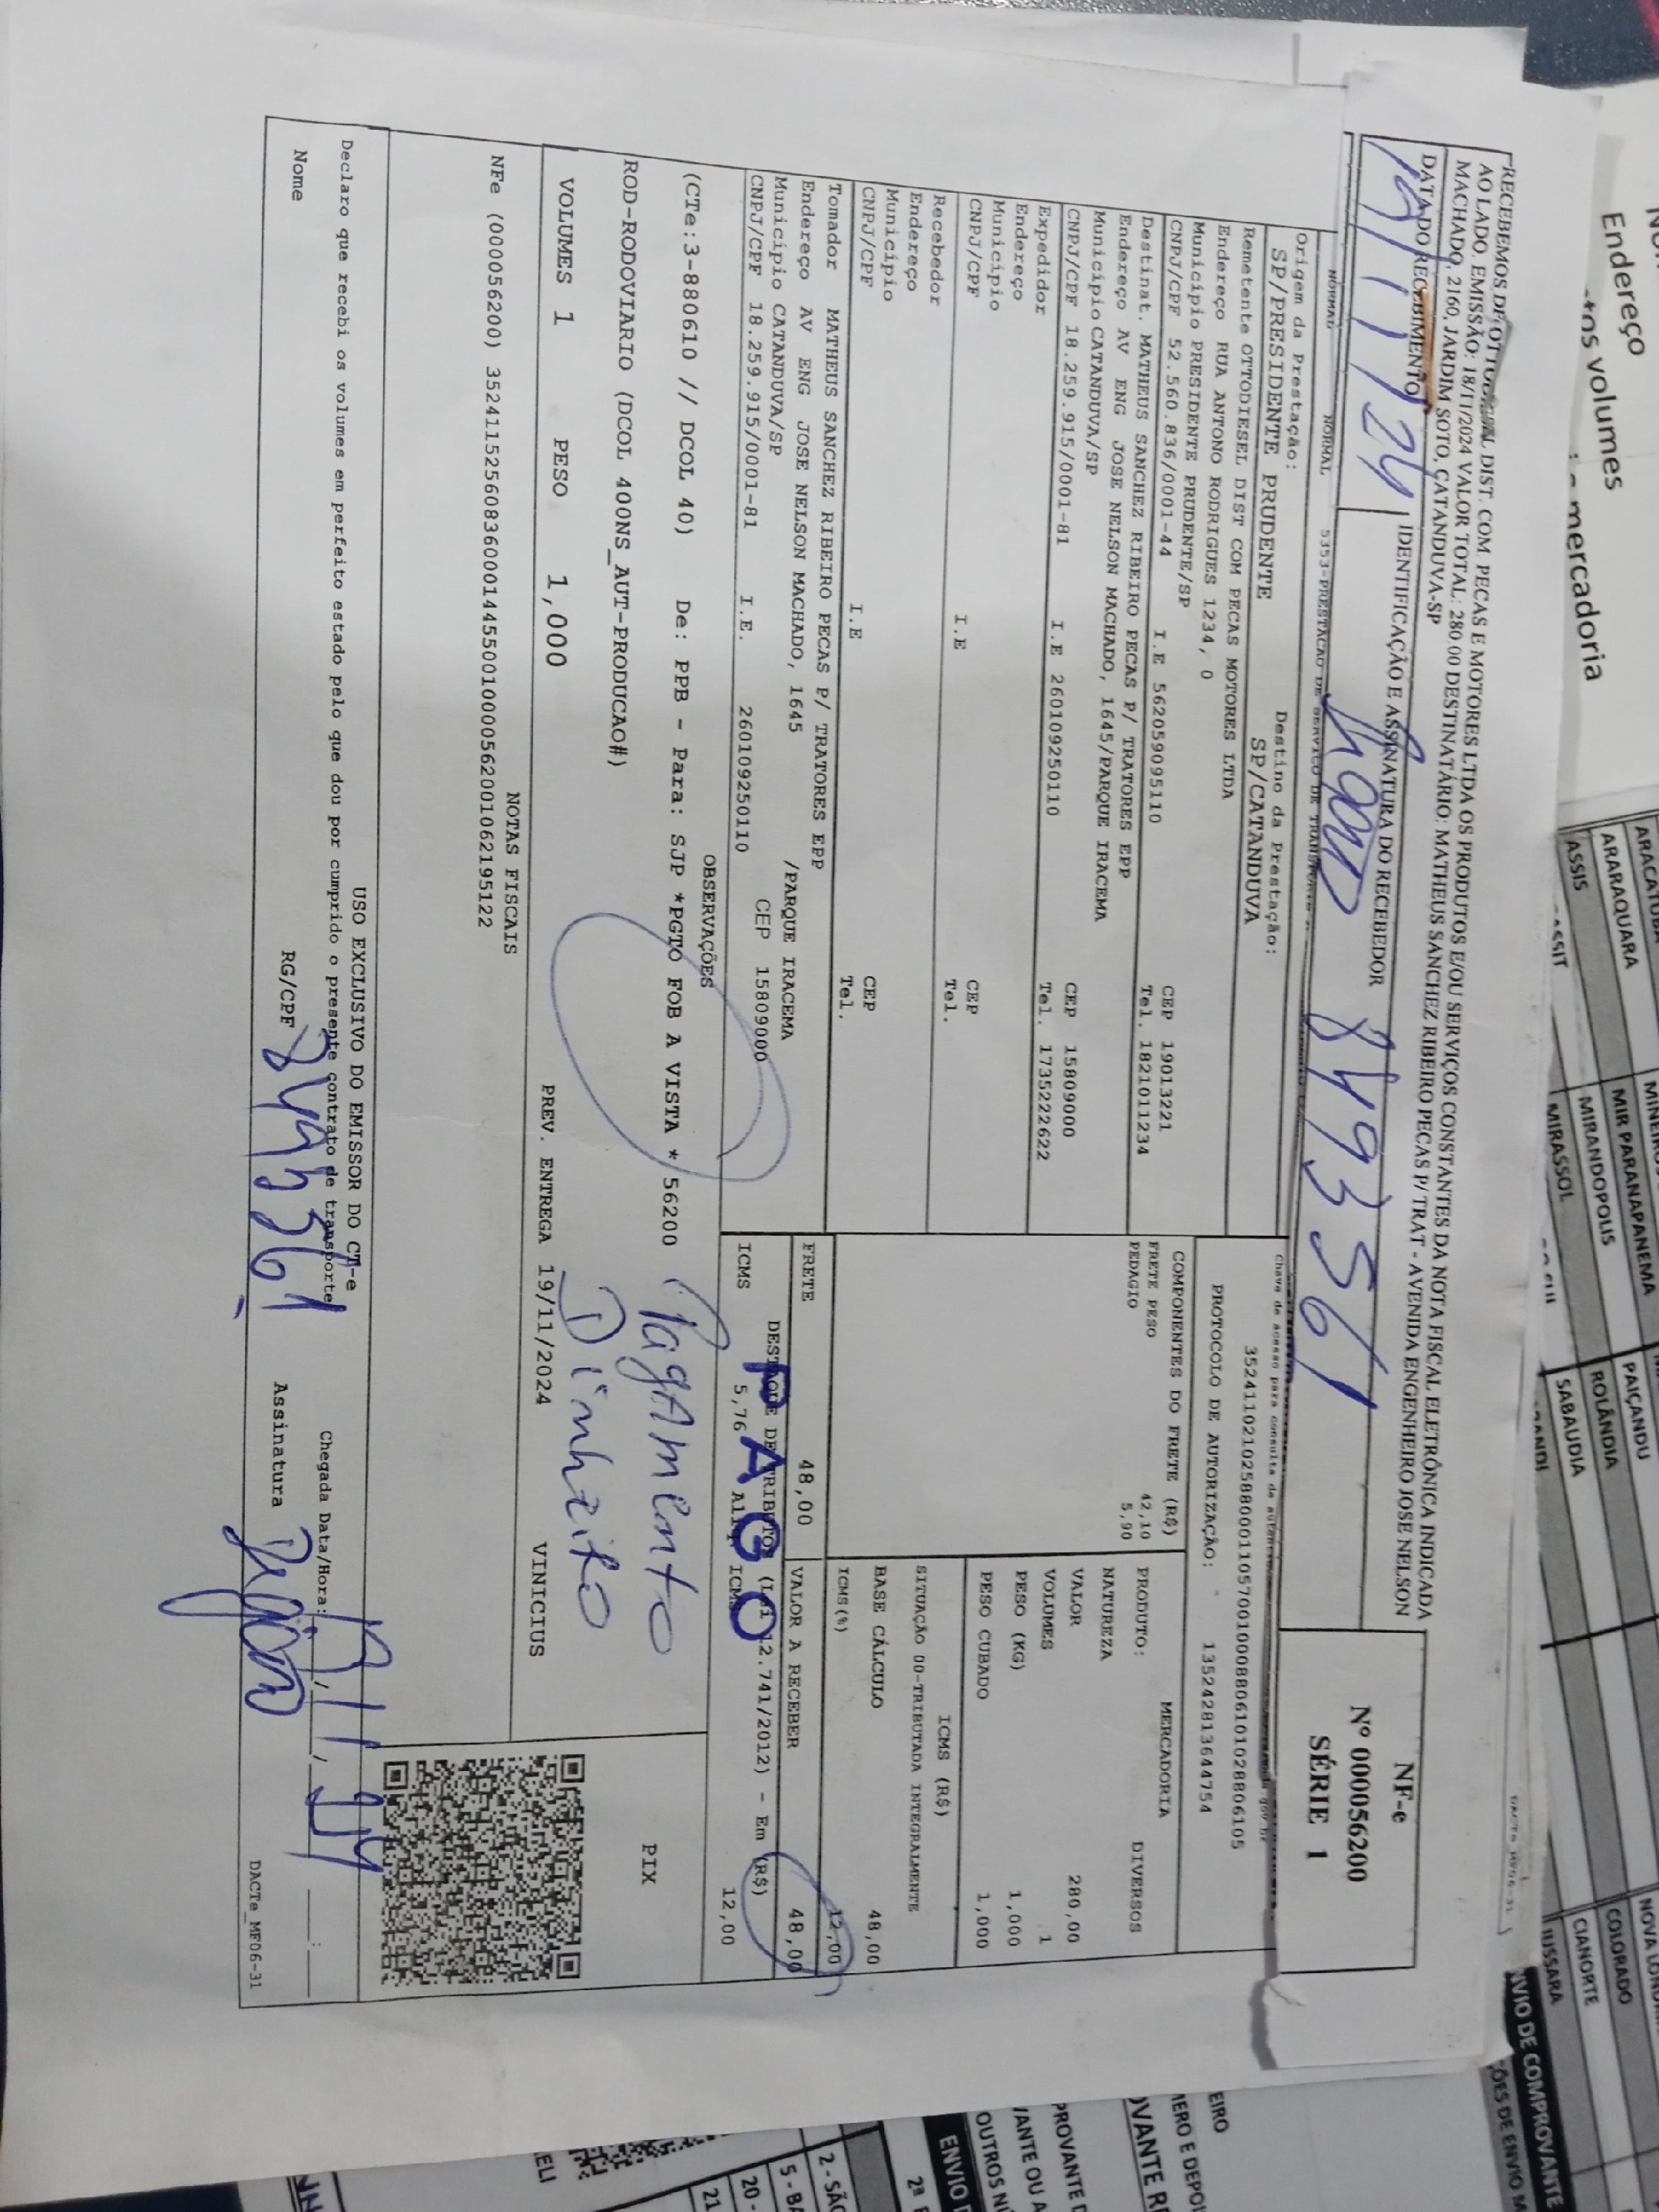 RECEBEMOS DE OTTODIESEL DIST. COM. PECAS E MOTORES LTDA OS PRODUTOS E/OU SERVIÇOS CONSTANTES DA NOTA FISCAL ELETRÔNICA INDICADA
AO LADO. EMISSÃO: 18/11/2024 VALOR TOTAL: 280.00 DESTINATÁRIO: MATHEUS SANCHEZ RIBEIRO PECAS P/ TRAT - AVENIDA ENGENHEIRO JOSE NELSON
MACHADO, 2160, JARDIM SOTO, CATANDUVA-SP
DATA DO RECEBIMENTO
IDENTIFICAÇÃO E ASSINATURA DO RECEBEDOR
NF-e
Nº 000056200
SÉRIE 1
NORMAL NORMAL
Origem da Prestação:
SP/PRESIDENTE PRUDENTE
Destino da Prestação:
SP/CATANDUVA
35241102102588000110570010008806101028806105
PROTOCOLO DE AUTORIZAÇÃO: 135242813644754
Remetente OTTODIESEL DIST COM PECAS MOTORES LTDA
Endereço RUA ANTONO RODRIGUES 1234, 0
Município PRESIDENTE PRUDENTE/SP CEP 19013221
CNPJ/CPF 52.560.836/0001-44 I.E 562059095110 Tel. 1821011234
Destinat. MATHEUS SANCHEZ RIBEIRO PECAS P/ TRATORES EPP
Endereço AV ENG JOSE NELSON MACHADO, 1645/PARQUE IRACEMA
Município CATANDUVA/SP CEP 15809000
CNPJ/CPF 18.259.915/0001-81 I.E 260109250110 Tel. 1735222622
Expedidor
Endereço
Município CEP
CNPJ/CPF I.E Tel.
Recebedor
Endereço
Município CEP
CNPJ/CPF I.E Tel.
Tomador MATHEUS SANCHEZ RIBEIRO PECAS P/ TRATORES EPP
Endereço AV ENG JOSE NELSON MACHADO, 1645 /PARQUE IRACEMA
Município CATANDUVA/SP CEP 15809000
CNPJ/CPF 18.259.915/0001-81 I.E. 260109250110
COMPONENTES DO FRETE (R$)
FRETE PESO 42,10
PEDAGIO 5,90
MERCADORIA
PRODUTO: DIVERSOS
NATUREZA
VALOR 280,00
VOLUMES 1
PESO (KG) 1,000
PESO CUBADO 1,000
ICMS (R$)
SITUAÇÃO 00-TRIBUTADA INTEGRALMENTE
BASE CÁLCULO 48,00
ICMS(%) 12,00
FRETE 48,00 VALOR A RECEBER 48,00
DESTAQUE DE TRIBUTOS (Lei 12.741/2012) - Em (R$)
ICMS 5,76 Aliq. ICMS 12,00
PAGO
OBSERVAÇÕES
(CTe:3-880610 // DCOL 40) De: PPB - Para: SJP *PGTO FOB A VISTA * 56200
ROD-RODOVIARIO (DCOL 400NS_AUT-PRODUCAO#)
Pagamento
Dinheiro
PIX
VOLUMES 1 PESO 1,000 PREV. ENTREGA 19/11/2024 VINICIUS
NOTAS FISCAIS
NFe (000056200) 35241152560836000144550010000562001062195122
USO EXCLUSIVO DO EMISSOR DO CT-e
Declaro que recebi os volumes em perfeito estado pelo que dou por cumprido o presente contrato de transporte
Chegada Data/Hora:
Nome RG/CPF Assinatura
DACTe_MF06-31
Endereço
mercadoria
ARARAQUARA
ASSIS
MIR PARANAPANEMA
MIRANDOPOLIS
MIRASSOL
PAIÇANDU
ROLÂNDIA
SABAUDIA
COLORADO
CIANORTE